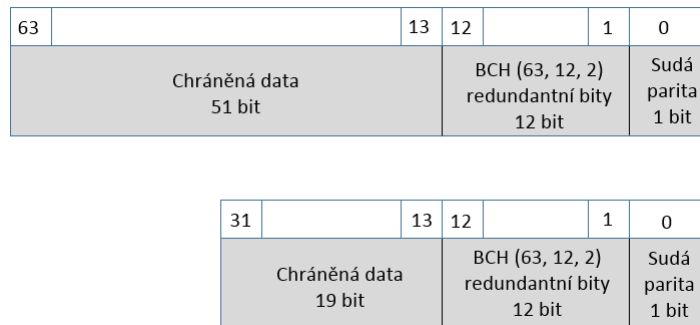 63 13 12 1 0
Chráněná data
51 bit
BCH (63, 12, 2)
redundantní bity
12 bit
Sudá
parita
1 bit
31 13 12 1 0
Chráněná data
19 bit
BCH (63, 12, 2)
redundantní bity
12 bit
Sudá
parita
1 bit